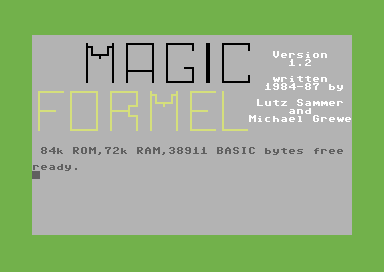 MAGIC
FORMEL
Version
1.2
written
1984-87 by
Lutz Sammer
and
Michael Grewe
84k ROM,72k RAM,38911 BASIC bytes free
ready.